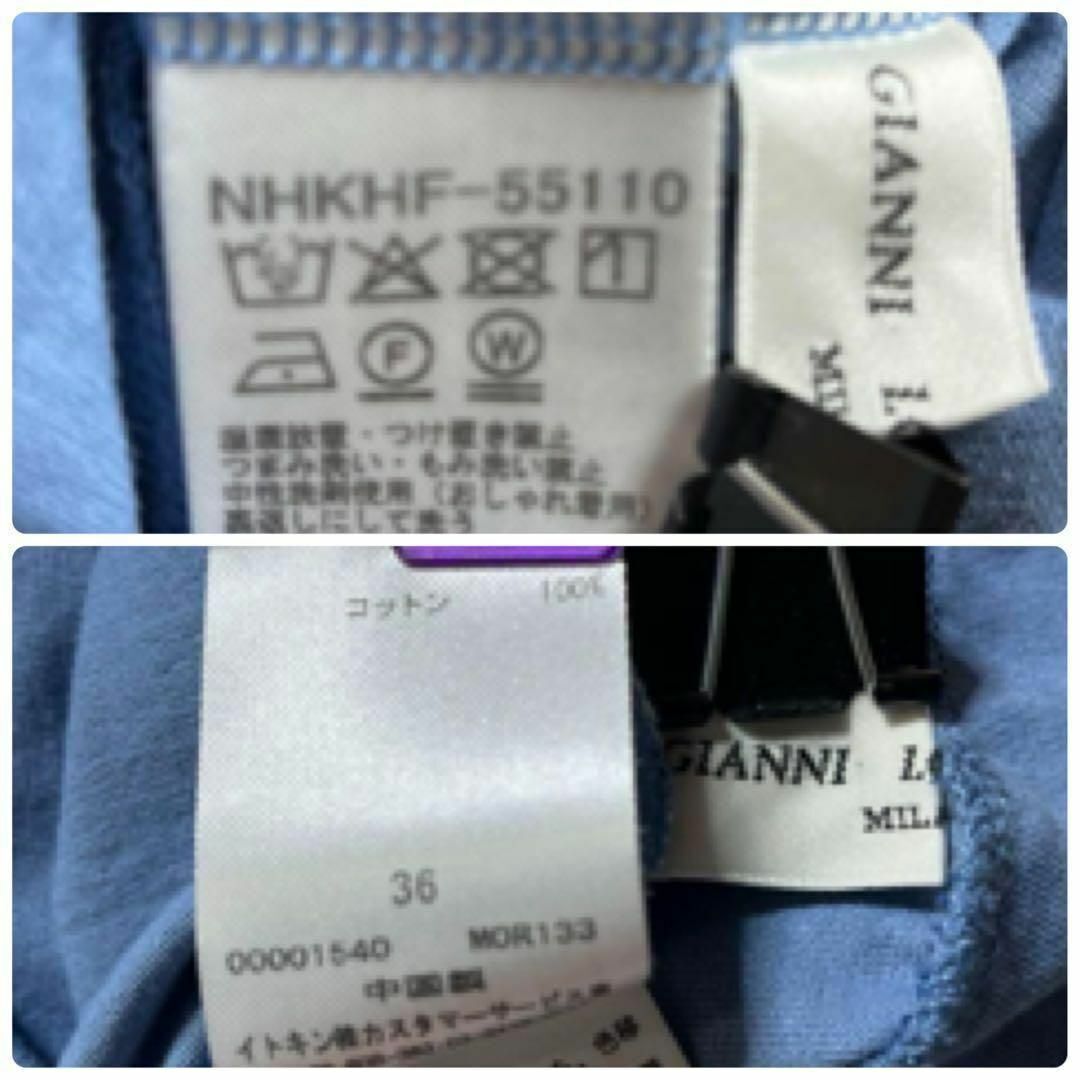 NHKHF-55110
F W
温霧放置・つけ置き禁止
つまみ洗い・もみ洗い禁止
中性洗剤使用（おしゃれ着用）
裏返しにして洗う
GIANNI
コットン 100%
36
00001540 MOR133
中国製
イトキン㈱カスタマーサービス
GIANNI